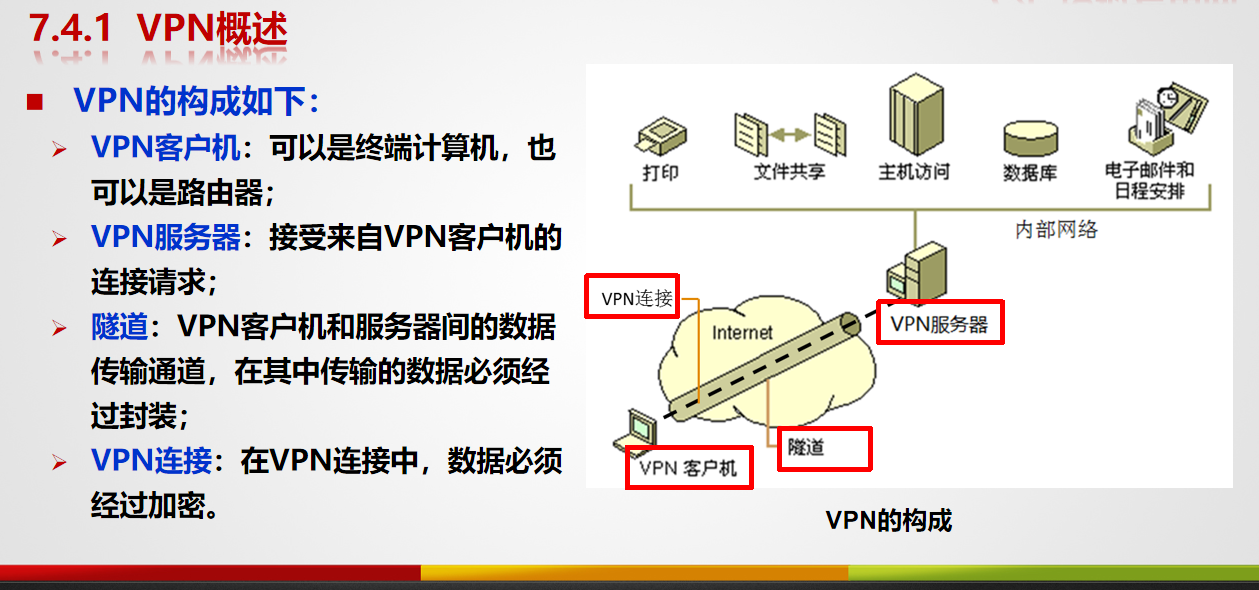 7.4.1 VPN概述
VPN的构成如下：
VPN客户机：可以是终端计算机，也
可以是路由器；
VPN服务器：接受来自VPN客户机的
连接请求；
隧道：VPN客户机和服务器间的数据
传输通道，在其中传输的数据必须经
过封装；
VPN连接：在VPN连接中，数据必须
经过加密。
打印
文件共享
主机访问
数据库
电子邮件和
日程安排
内部网络
VPN连接
Internet
VPN服务器
隧道
VPN 客户机
VPN的构成